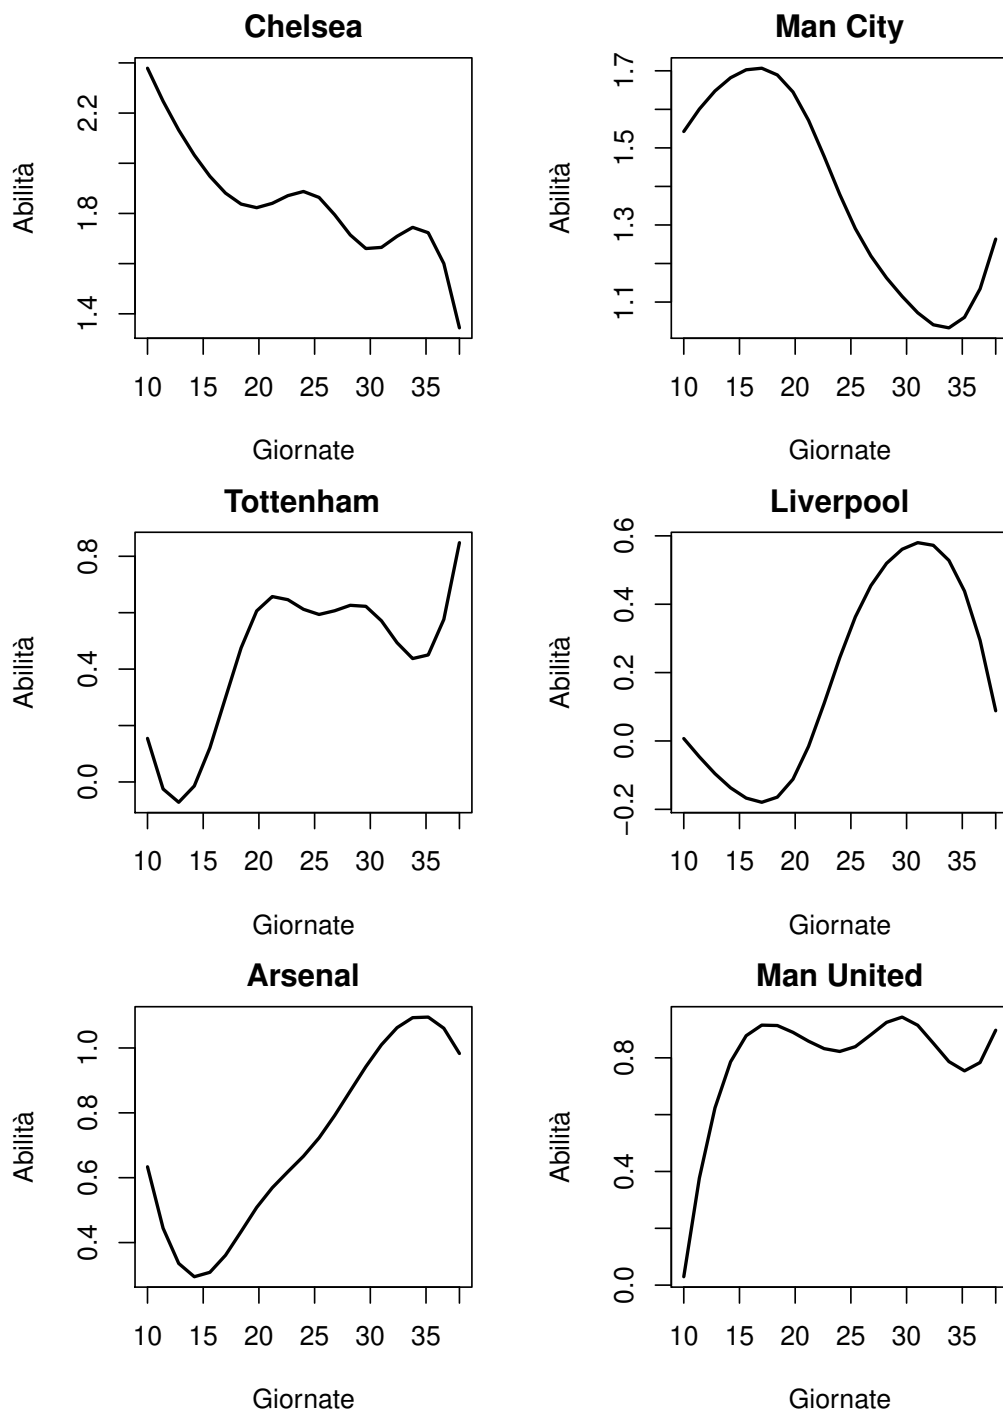 Chelsea
Abilità
2.2
1.8
1.4
10 15 20 25 30 35
Giornate
Man City
Abilità
1.7
1.5
1.3
1.1
10 15 20 25 30 35
Giornate
Tottenham
Abilità
0.8
0.4
0.0
10 15 20 25 30 35
Giornate
Liverpool
Abilità
0.6
0.4
0.2
0.0
−0.2
10 15 20 25 30 35
Giornate
Arsenal
Abilità
1.0
0.8
0.6
0.4
10 15 20 25 30 35
Giornate
Man United
Abilità
0.8
0.4
0.0
10 15 20 25 30 35
Giornate